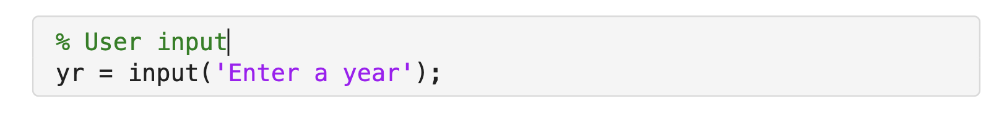 % User input
yr = input('Enter a year');